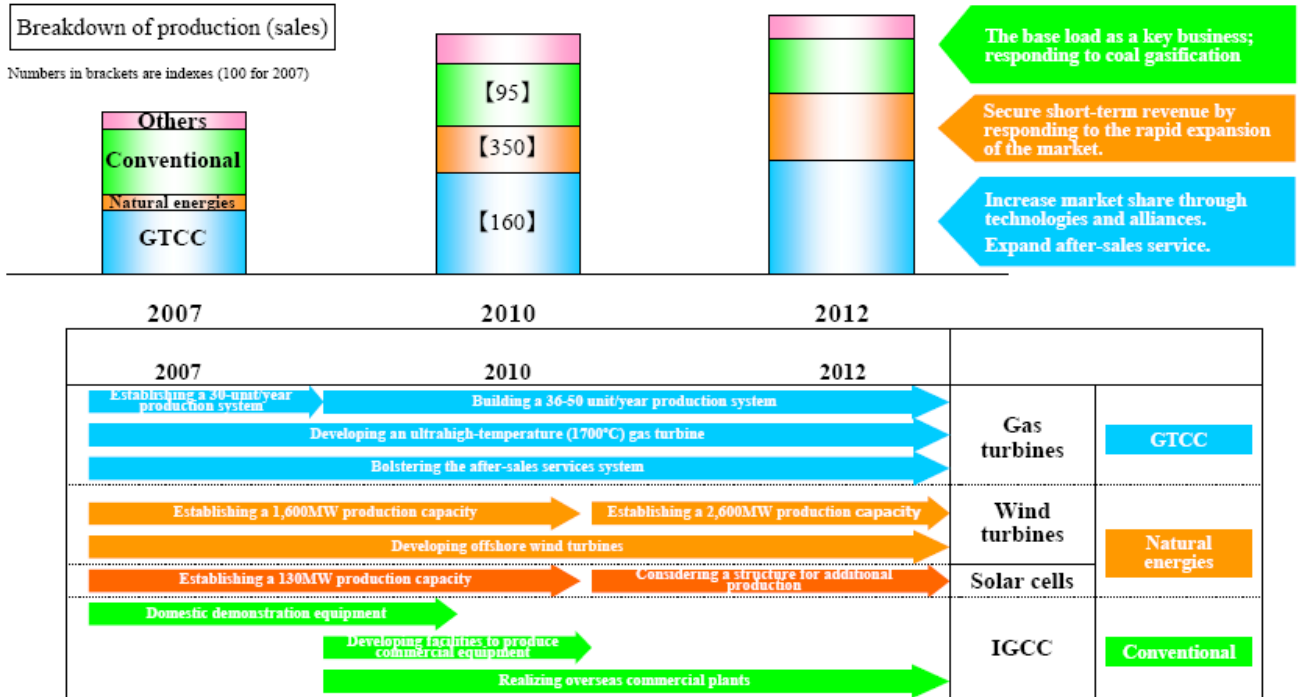 Breakdown of production (sales)
Numbers in brackets are indexes (100 for 2007)
Others
Conventional
Natural energies
GTCC
【95】
【350】
【160】
The base load as a key business;
responding to coal gasification
Secure short-term revenue by
responding to the rapid expansion
of the market.
Increase market share through
technologies and alliances.
Expand after-sales service.
2007
2010
2012
2007
2010
2012
Establishing a 30-unit/year
production system
Building a 36-50 unit/year production system
Developing an ultrahigh-temperature (1700°C) gas turbine
Bolstering the after-sales services system
Gas
turbines
GTCC
Establishing a 1,600MW production capacity
Establishing a 2,600MW production capacity
Developing offshore wind turbines
Wind
turbines
Natural
energies
Establishing a 130MW production capacity
Considering a structure for additional
production
Solar cells
Domestic demonstration equipment
Developing facilities to produce
commercial equipment
Realizing overseas commercial plants
IGCC
Conventional